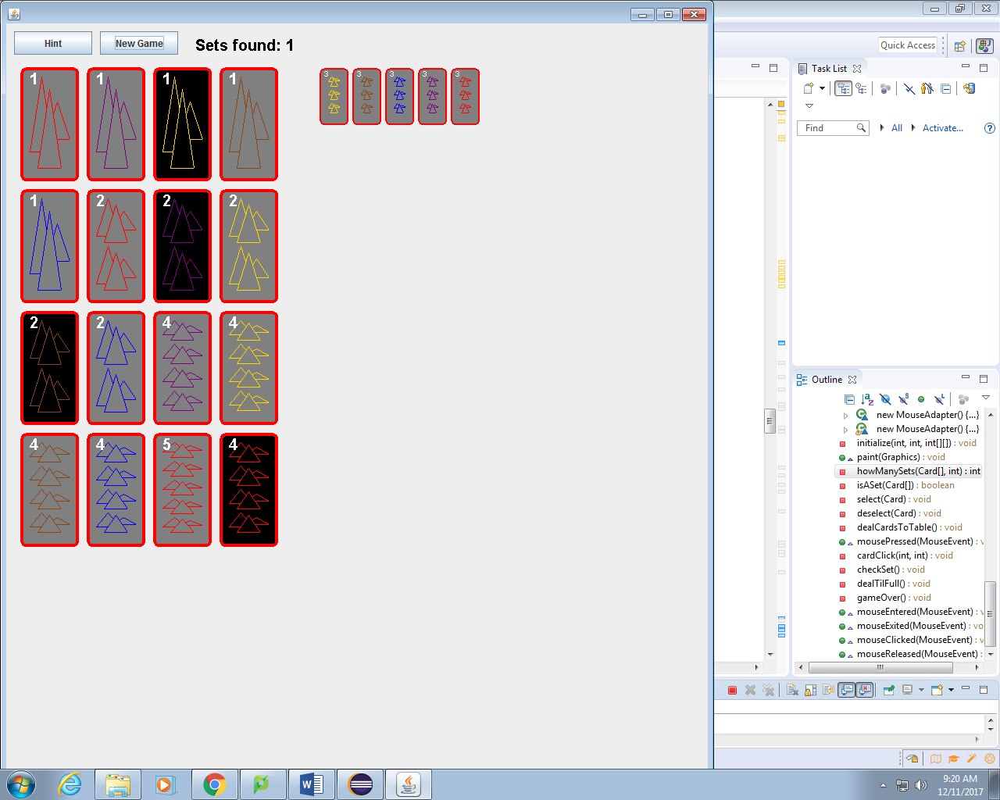 Hint
New Game
Sets found: 1
1
1
1
1
3
3
3
3
3
1
2
2
2
2
2
4
4
4
4
5
4
Quick Access
Task List
Find
All
Activate...
Outline
new MouseAdapter() {...}
new MouseAdapter() {...}
initialize(int, int, int[][]) : void
paint(Graphics) : void
howManySets(Card[], int) : int
isASet(Card[]) : boolean
select(Card) : void
deselect(Card) : void
dealCardsToTable() : void
mousePressed(MouseEvent) : v
cardClick(int, int) : void
checkSet() : void
dealTilFull() : void
gameOver() : void
mouseEntered(MouseEvent) : v
mouseExited(MouseEvent) : vo
mouseClicked(MouseEvent) : v
mouseReleased(MouseEvent) :
9:20 AM
12/11/2017